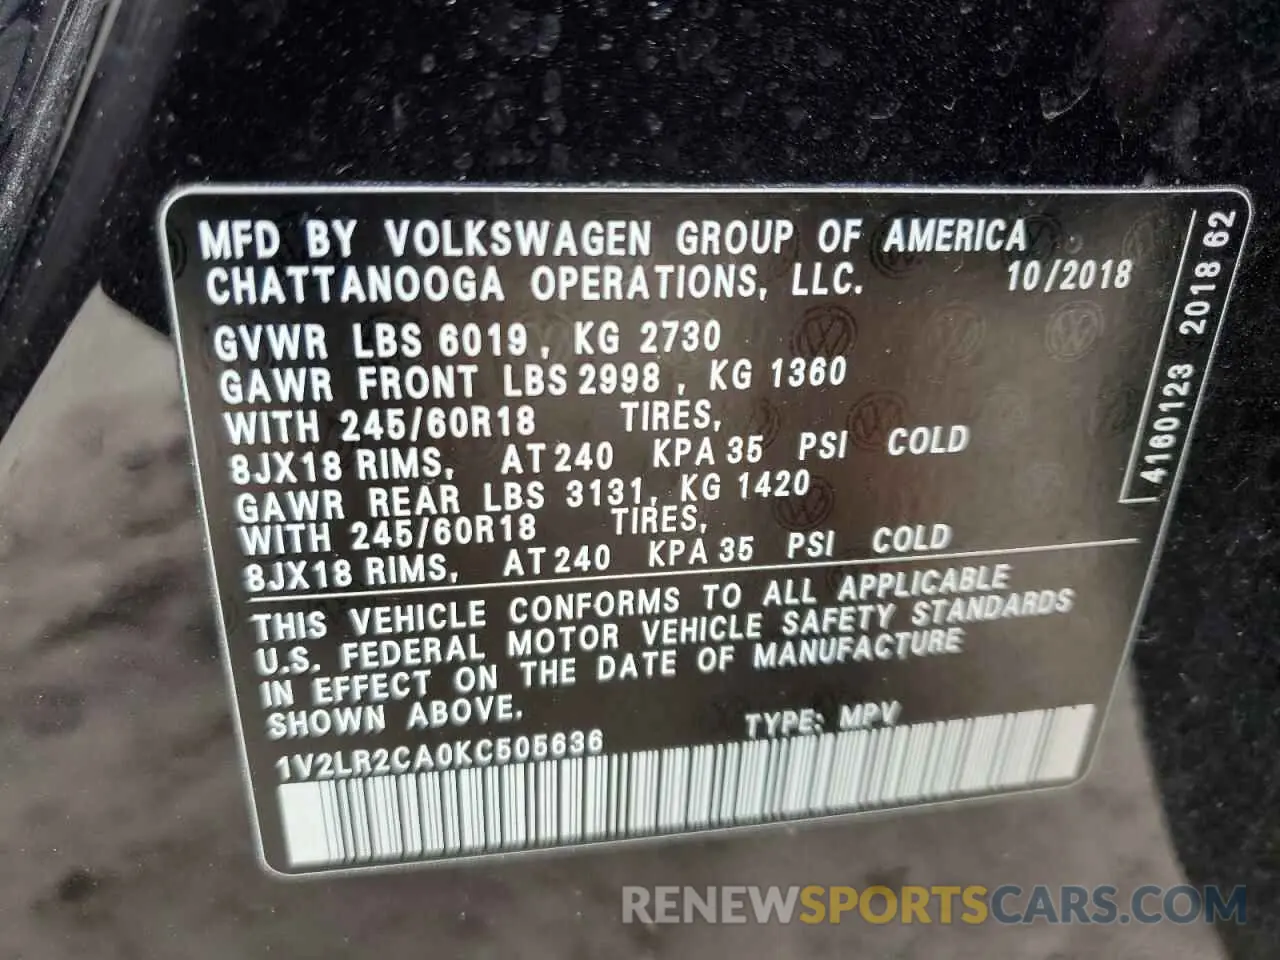 MFD BY VOLKSWAGEN GROUP OF AMERICA
CHATTANOOGA OPERATIONS, LLC. 10/2018
GVWR LBS 6019, KG 2730
GAWR FRONT LBS 2998, KG 1360
WITH 245/60R18 TIRES,
8JX18 RIMS, AT 240 KPA 35 PSI COLD
GAWR REAR LBS 3131, KG 1420
WITH 245/60R18 TIRES,
8JX18 RIMS, AT 240 KPA 35 PSI COLD
THIS VEHICLE CONFORMS TO ALL APPLICABLE
U.S. FEDERAL MOTOR VEHICLE SAFETY STANDARDS
IN EFFECT ON THE DATE OF MANUFACTURE
SHOWN ABOVE.
1V2LR2CA0KC505636 TYPE: MPV
4160123 2018 62
RENEWSPORTSCARS.COM